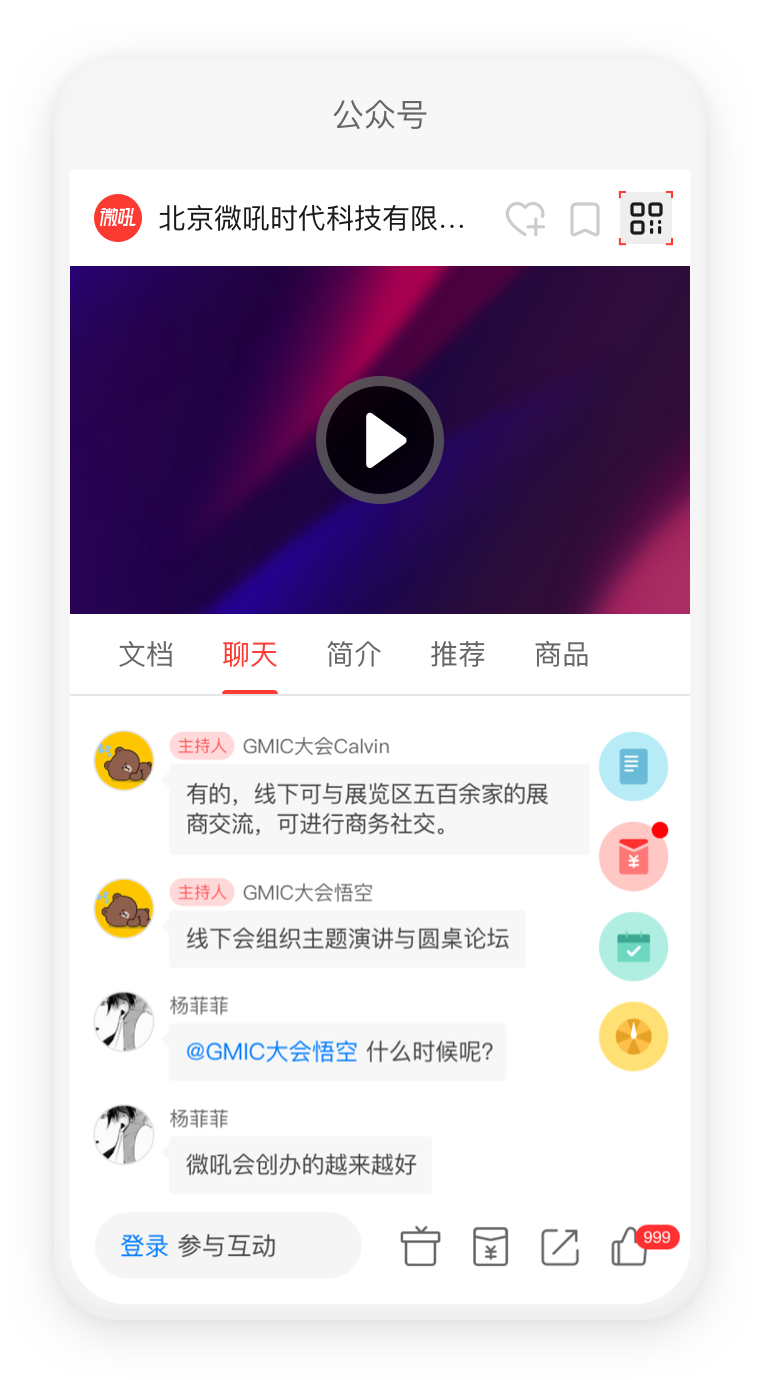 公众号
微吼 北京微吼时代科技有限...
文档 聊天 简介 推荐 商品
主持人 GMIC大会Calvin
有的，线下可与展览区五百余家的展
商交流，可进行商务社交。
¥
主持人 GMIC大会悟空
线下会组织主题演讲与圆桌论坛
杨菲菲
@GMIC大会悟空 什么时候呢?
杨菲菲
微吼会创办的越来越好
登录 参与互动 ¥ 999